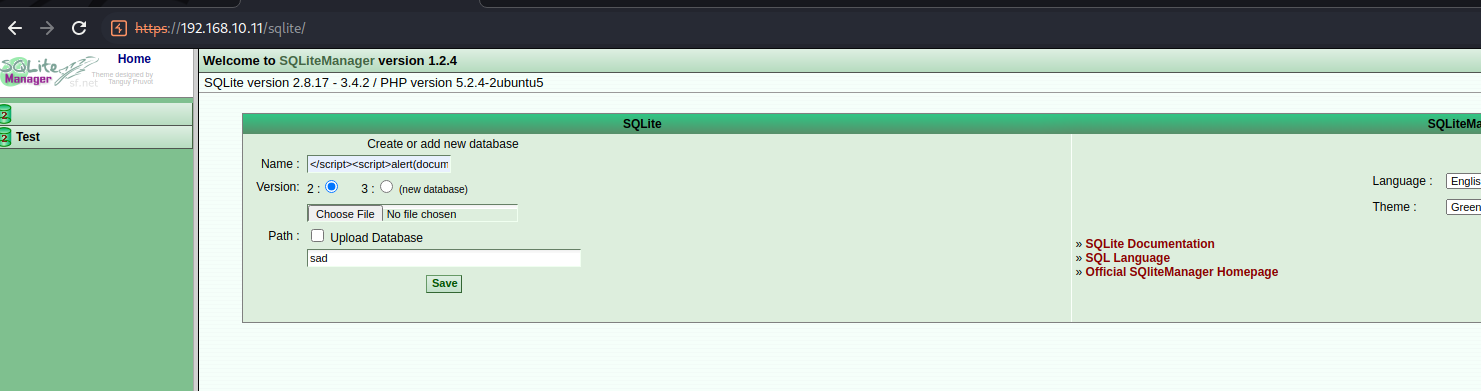 https://192.168.10.11/sqlite/
SQLite
Manager
sf.net
Home
Theme designed by
Tanguy Pruvot
2
2 Test
Welcome to SQLiteManager version 1.2.4
SQLite version 2.8.17 - 3.4.2 / PHP version 5.2.4-2ubuntu5
SQLite
Create or add new database
Name : </script><script>alert(docum
Version: 2 : 3 : (new database)
Choose File No file chosen
Path : Upload Database
sad
Save
SQLiteMa
Language : Englis
Theme : Green
» SQLite Documentation
» SQL Language
» Official SQliteManager Homepage